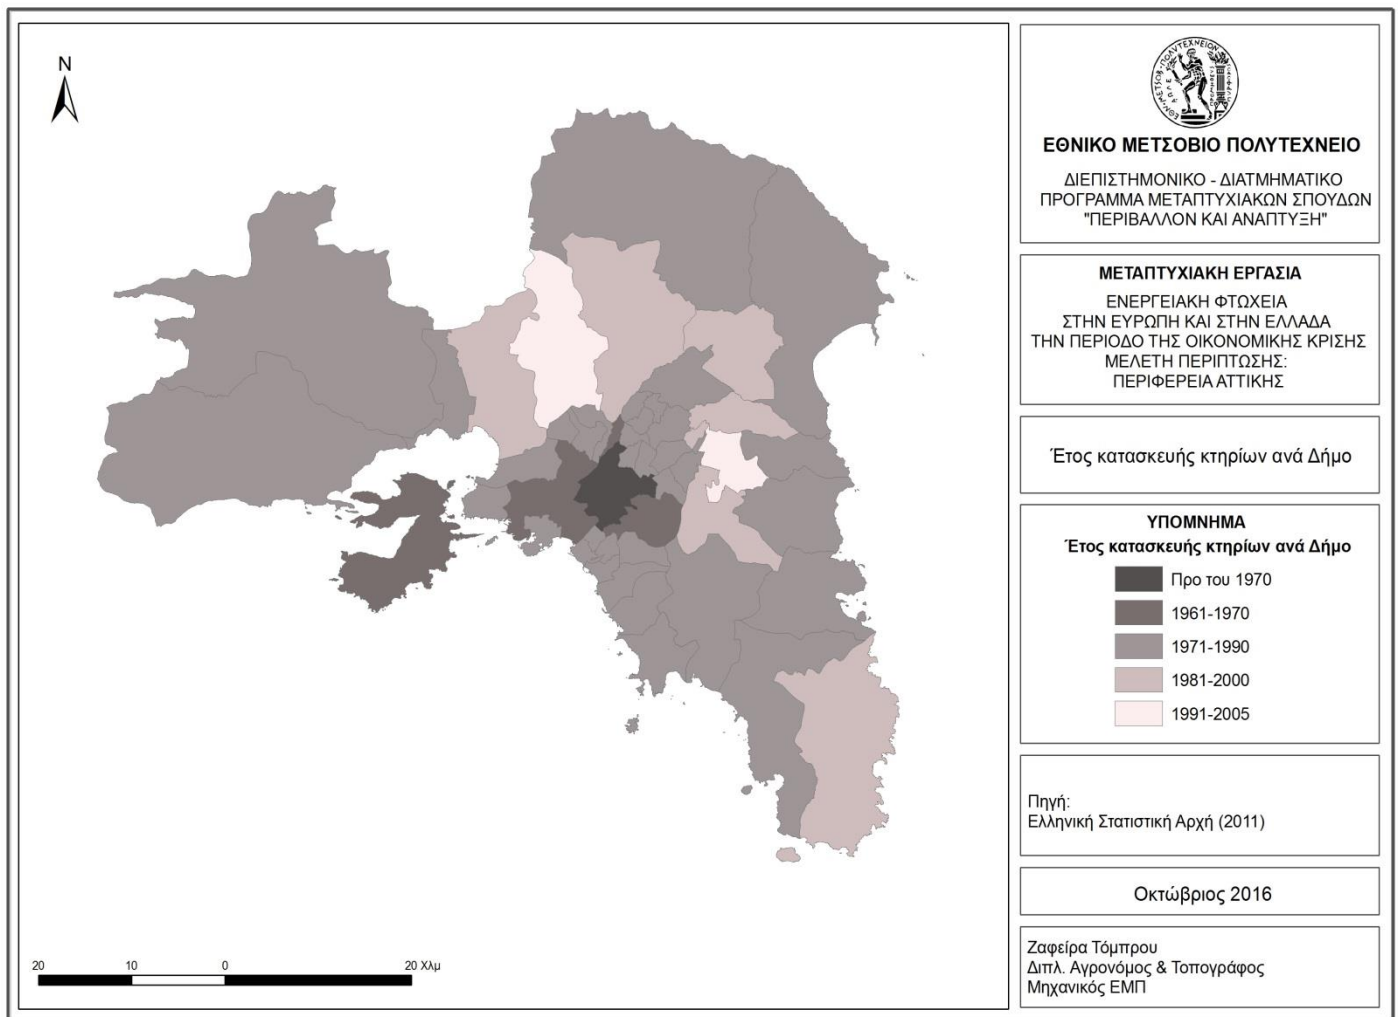 N
ΕΘΝΙΚΟ ΜΕΤΣΟΒΙΟ ΠΟΛΥΤΕΧΝΕΙΟ
ΔΙΕΠΙΣΤΗΜΟΝΙΚΟ - ΔΙΑΤΜΗΜΑΤΙΚΟ
ΠΡΟΓΡΑΜΜΑ ΜΕΤΑΠΤΥΧΙΑΚΩΝ ΣΠΟΥΔΩΝ
"ΠΕΡΙΒΑΛΛΟΝ ΚΑΙ ΑΝΑΠΤΥΞΗ"
ΜΕΤΑΠΤΥΧΙΑΚΗ ΕΡΓΑΣΙΑ
ΕΝΕΡΓΕΙΑΚΗ ΦΤΩΧΕΙΑ
ΣΤΗΝ ΕΥΡΩΠΗ ΚΑΙ ΣΤΗΝ ΕΛΛΑΔΑ
ΤΗΝ ΠΕΡΙΟΔΟ ΤΗΣ ΟΙΚΟΝΟΜΙΚΗΣ ΚΡΙΣΗΣ
ΜΕΛΕΤΗ ΠΕΡΙΠΤΩΣΗΣ:
ΠΕΡΙΦΕΡΕΙΑ ΑΤΤΙΚΗΣ
Έτος κατασκευής κτηρίων ανά Δήμο
ΥΠΟΜΝΗΜΑ
Έτος κατασκευής κτηρίων ανά Δήμο
Προ του 1970
1961-1970
1971-1990
1981-2000
1991-2005
Πηγή:
Ελληνική Στατιστική Αρχή (2011)
Οκτώβριος 2016
Ζαφείρα Τόμπρου
Διπλ. Αγρονόμος & Τοπογράφος
Μηχανικός ΕΜΠ
20 10 0 20 Χλμ